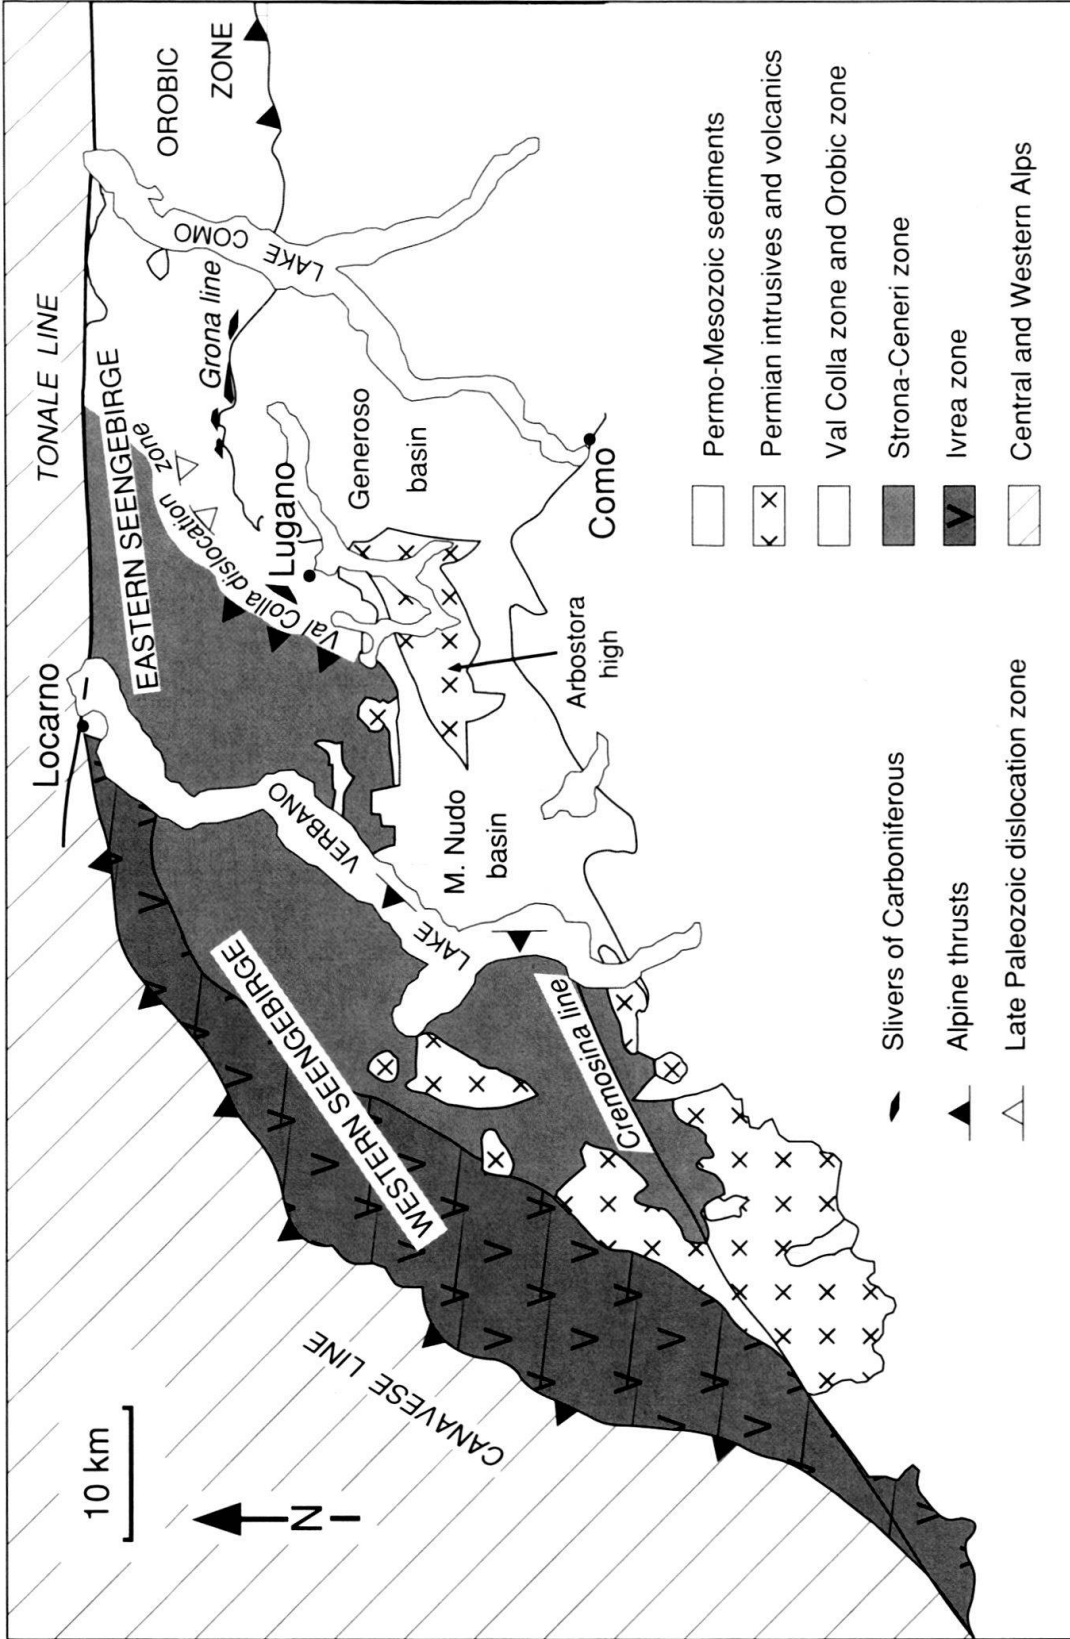 10 km
N
CANAVESE LINE
WESTERN SEENGEBIRGE
Locarno
EASTERN SEENGEBIRGE
TONALE LINE
OROBIC
ZONE
LAKE
COMO
Grona line
Val Colla dislocation zone
Lugano
Generoso
basin
LAKE
VERBANO
M. Nudo
basin
Arbostora
high
Como
Cremosina line
Slivers of Carboniferous
Alpine thrusts
Late Paleozoic dislocation zone
Permo-Mesozoic sediments
Permian intrusives and volcanics
Val Colla zone and Orobic zone
Strona-Ceneri zone
Ivrea zone
Central and Western Alps